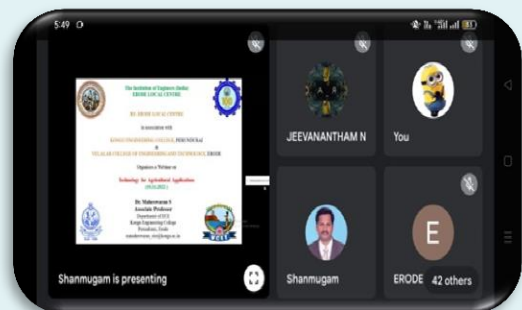 5:49
The Institution of Engineers (India)
ERODE LOCAL CENTRE
IEI ERODE LOCAL CENTRE
in association with
KONGU ENGINEERING COLLEGE, PERUNDURAI
&
VELALAR COLLEGE OF ENGINEERING AND TECHNOLOGY, ERODE
Organizes a Webinar on
Technology for Agricultural Applications
Dr. Maheswaran S
Associate Professor
Department of ECE
Kongu Engineering College
Perundurai, Erode
JEEVANANTHAM N
You
Shanmugam is presenting
Shanmugam
E
ERODE
42 others